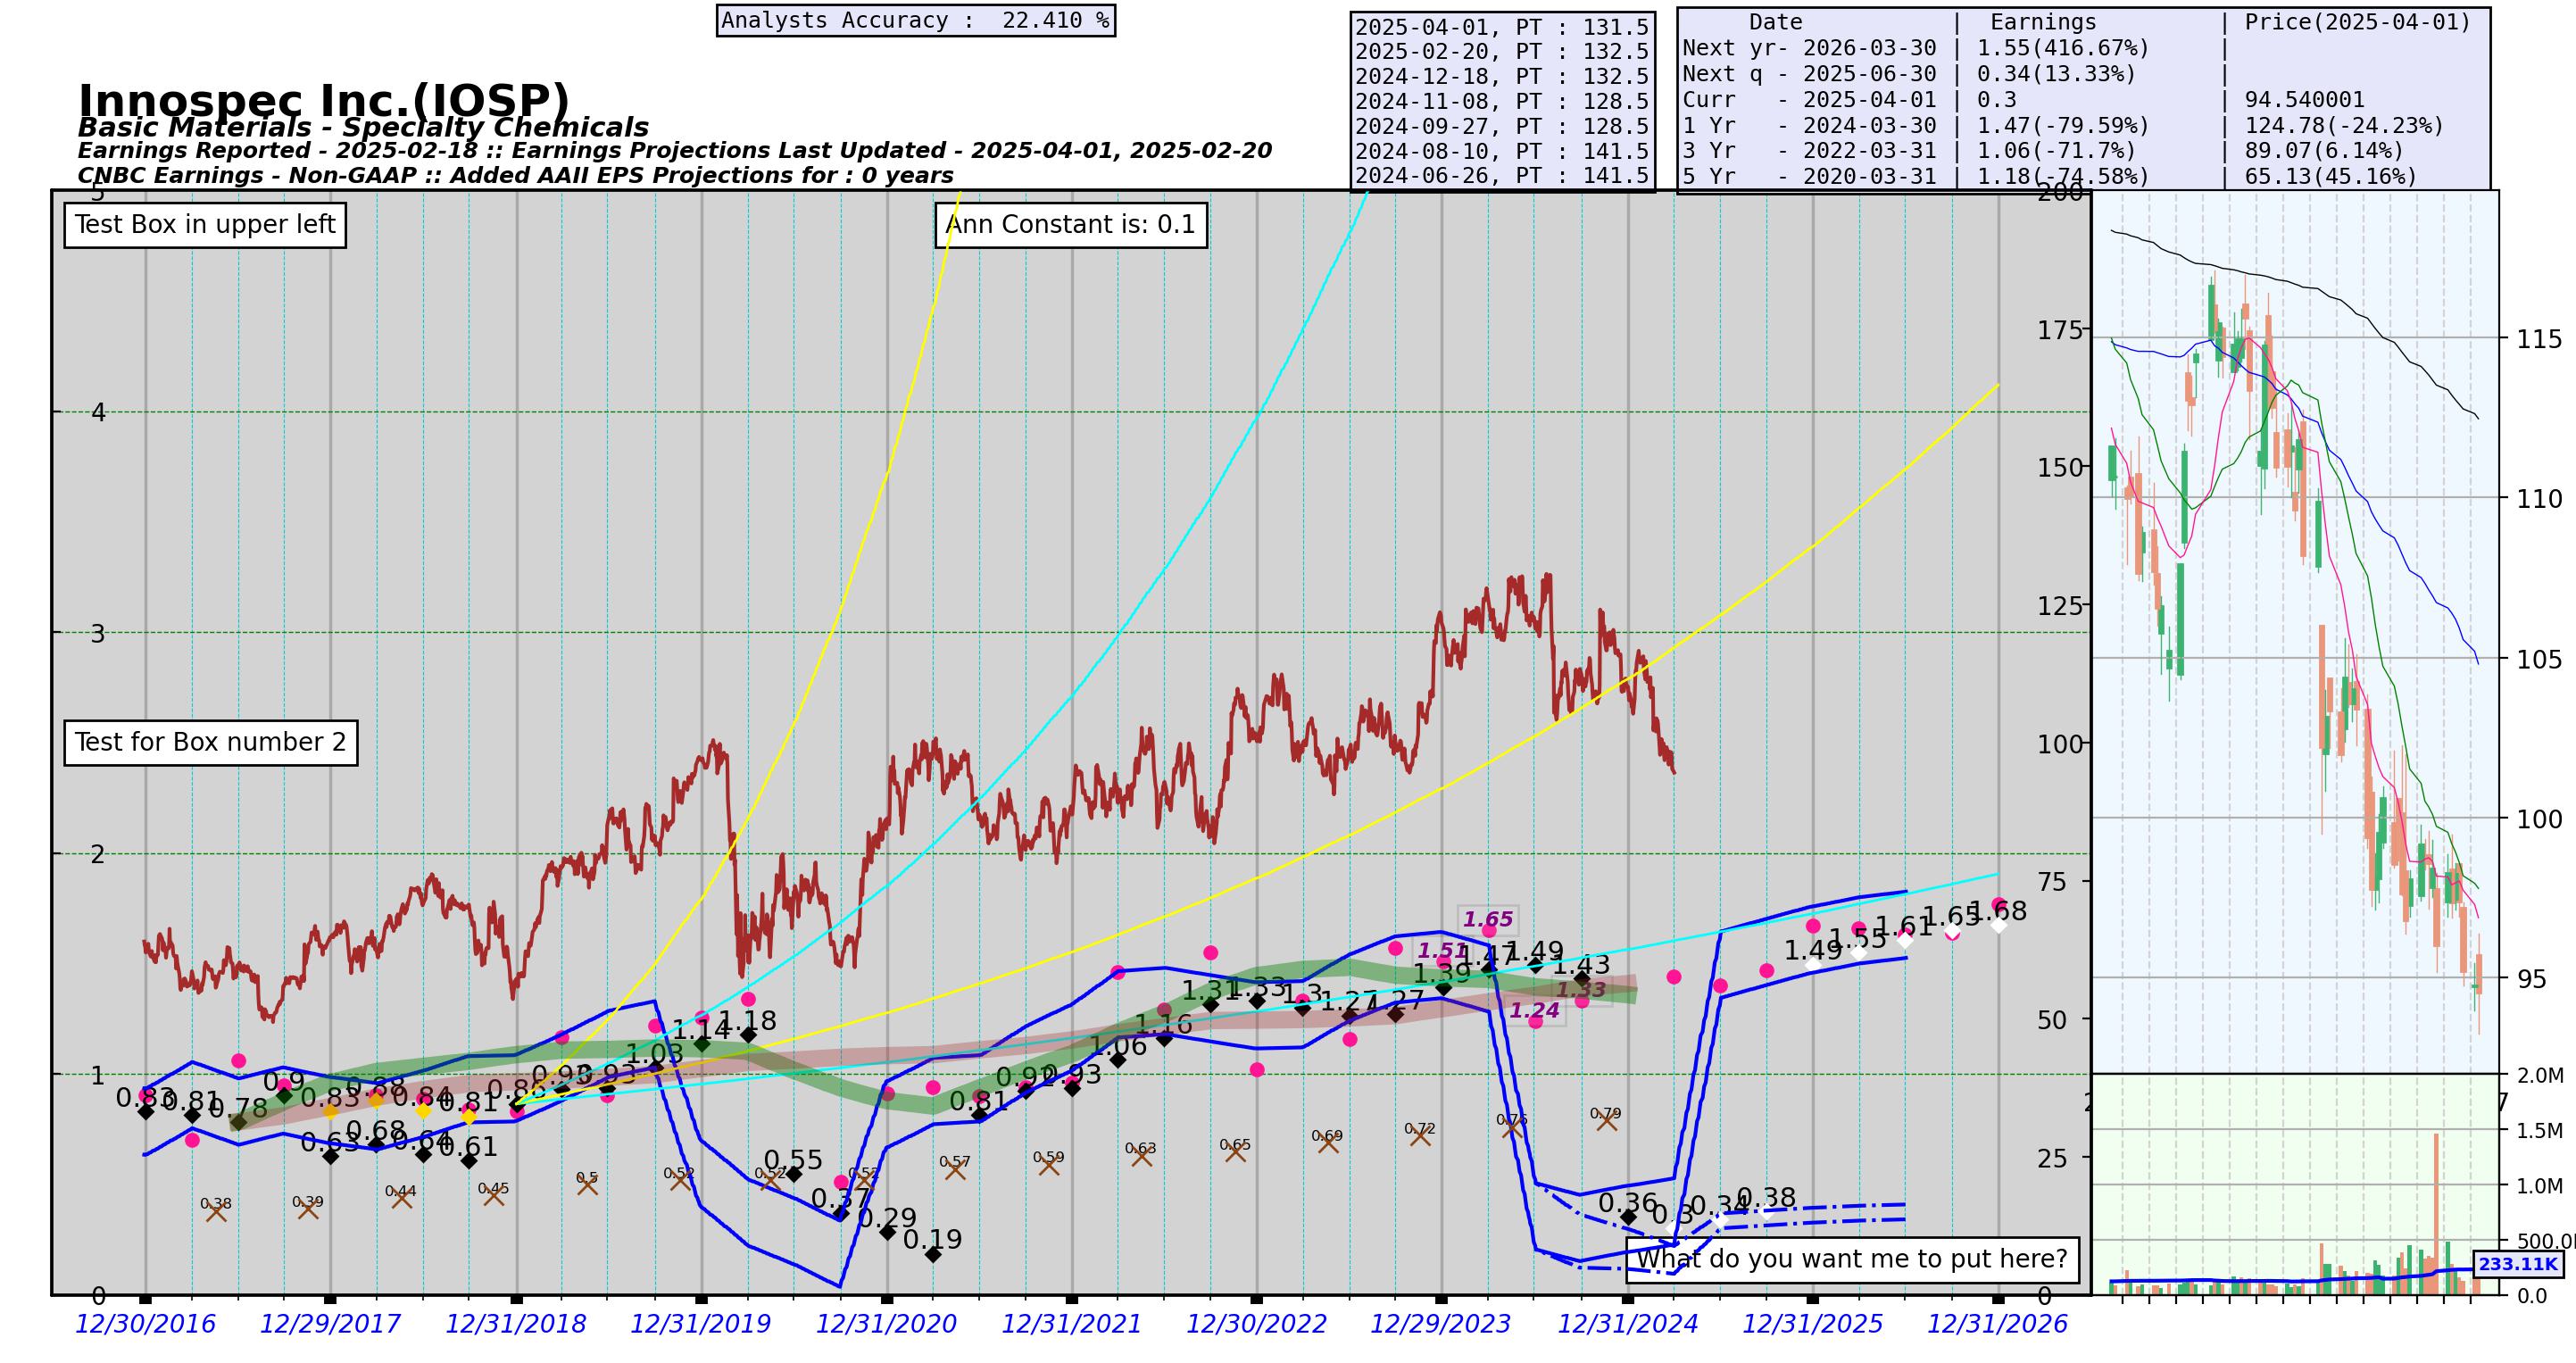 Analysts Accuracy :  22.410 %
2025-04-01, PT : 131.5
2025-02-20, PT : 132.5
2024-12-18, PT : 132.5
2024-11-08, PT : 128.5
2024-09-27, PT : 128.5
2024-08-10, PT : 141.5
2024-06-26, PT : 141.5
Date | Earnings | Price(2025-04-01)
Next yr- 2026-03-30 | 1.55(416.67%) |
Next q - 2025-06-30 | 0.34(13.33%) |
Curr - 2025-04-01 | 0.3 | 94.540001
1 Yr - 2024-03-30 | 1.47(-79.59%) | 124.78(-24.23%)
3 Yr - 2022-03-31 | 1.06(-71.7%) | 89.07(6.14%)
5 Yr - 2020-03-31 | 1.18(-74.58%) | 65.13(45.16%)
Innospec Inc.(IOSP)
Basic Materials - Specialty Chemicals
Earnings Reported - 2025-02-18 :: Earnings Projections Last Updated - 2025-04-01, 2025-02-20
CNBC Earnings - Non-GAAP :: Added AAII EPS Projections for : 0 years
Test Box in upper left
Ann Constant is: 0.1
Test for Box number 2
What do you want me to put here?
5
4
3
2
1
0
200
175
150
125
100
75
50
25
0
115
110
105
100
95
2.0M
1.5M
1.0M
500.0
233.11K
0.0
0.83 0.81 0.78 0.9 0.83 0.88 0.84 0.81 0.86 0.93 0.93 1.03 1.14 1.18
0.63 0.68 0.64 0.61
0.55 0.37 0.29 0.19
0.81 0.92 0.93 1.06 1.16 1.31 1.33 1.3 1.27 1.27 1.39 1.47 1.49 1.43
1.51 1.65 1.24 1.33
0.36 0.3 0.34 0.38
1.49 1.55 1.61 1.65 1.68
0.38 0.39 0.44 0.45 0.5 0.52 0.52 0.52 0.57 0.59 0.63 0.65 0.69 0.72 0.76 0.79
12/30/2016 12/29/2017 12/31/2018 12/31/2019 12/31/2020 12/31/2021 12/30/2022 12/29/2023 12/31/2024 12/31/2025 12/31/2026